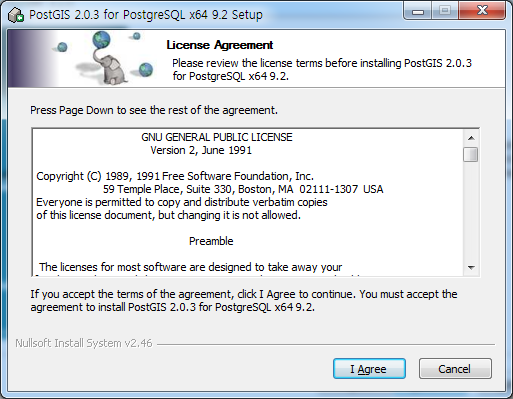 PostGIS 2.0.3 for PostgreSQL x64 9.2 Setup
License Agreement
Please review the license terms before installing PostGIS 2.0.3
for PostgreSQL x64 9.2.
Press Page Down to see the rest of the agreement.
GNU GENERAL PUBLIC LICENSE
Version 2, June 1991
Copyright (C) 1989, 1991 Free Software Foundation, Inc.
59 Temple Place, Suite 330, Boston, MA  02111-1307  USA
Everyone is permitted to copy and distribute verbatim copies
of this license document, but changing it is not allowed.
Preamble
The licenses for most software are designed to take away your
If you accept the terms of the agreement, click I Agree to continue. You must accept the
agreement to install PostGIS 2.0.3 for PostgreSQL x64 9.2.
Nullsoft Install System v2.46
I Agree
Cancel